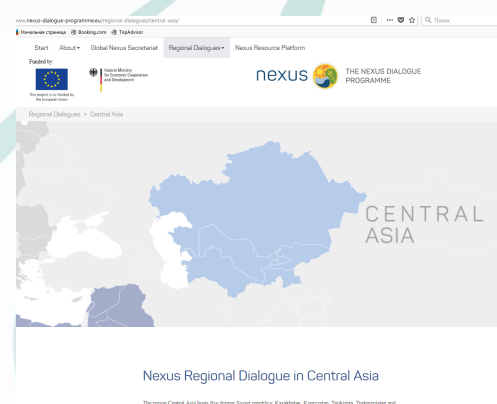 www.nexus-dialogue-programme.eu/regional-dialogues/central-asia/
Поиск
Начальная страница Booking.com TripAdvisor
Start About Global Nexus Secretariat Regional Dialogues Nexus Resource Platform
Funded by
Federal Ministry
for Economic Cooperation
and Development
This project is co-funded by
the European Union
nexus THE NEXUS DIALOGUE
PROGRAMME
Regional Dialogues > Central Asia
CENTRAL
ASIA
Nexus Regional Dialogue in Central Asia
The region Central Asia hosts five former Soviet republics: Kazakhstan, Kyrgyzstan, Tajikistan, Turkmenistan and